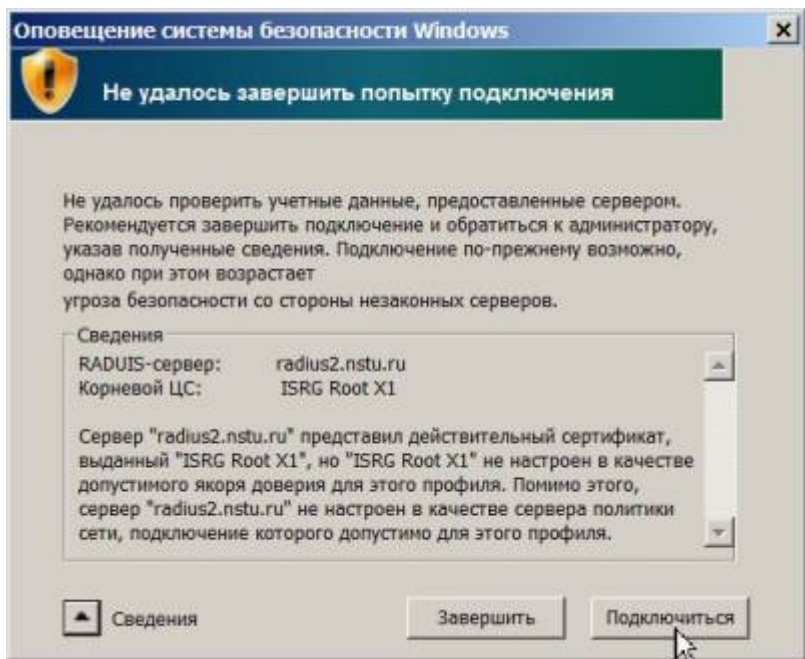 Оповещение системы безопасности Windows
Не удалось завершить попытку подключения
Не удалось проверить учетные данные, предоставленные сервером.
Рекомендуется завершить подключение и обратиться к администратору,
указав полученные сведения. Подключение по-прежнему возможно,
однако при этом возрастает
угроза безопасности со стороны незаконных серверов.
Сведения
RADUIS-сервер: radius2.nstu.ru
Корневой ЦС: ISRG Root X1
Сервер "radius2.nstu.ru" представил действительный сертификат,
выданный "ISRG Root X1", но "ISRG Root X1" не настроен в качестве
допустимого якоря доверия для этого профиля. Помимо этого,
сервер "radius2.nstu.ru" не настроен в качестве сервера политики
сети, подключение которого допустимо для этого профиля.
Сведения Завершить Подключиться